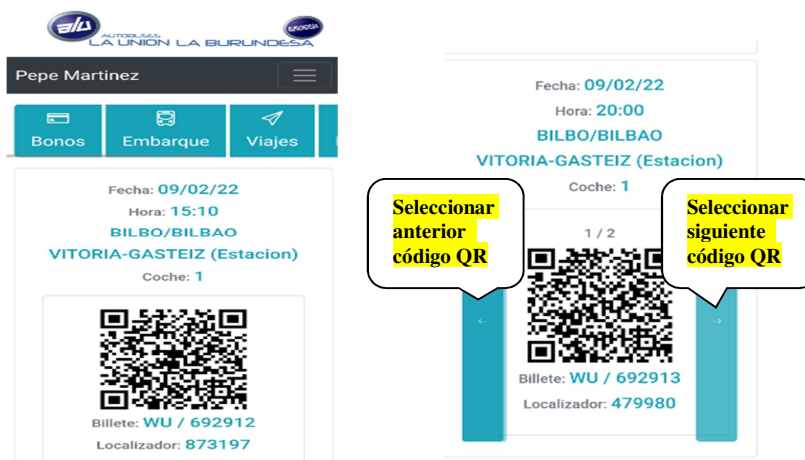 alu
AUTOBUSES
LA UNION LA BURUNDESA
Pepe Martinez
Bonos
Embarque
Viajes
Fecha: 09/02/22
Hora: 15:10
BILBO/BILBAO
VITORIA-GASTEIZ (Estacion)
Coche: 1
Billete: WU / 692912
Localizador: 873197
Fecha: 09/02/22
Hora: 20:00
BILBO/BILBAO
VITORIA-GASTEIZ (Estacion)
Coche: 1
Seleccionar
anterior
código QR
1 / 2
Seleccionar
siguiente
código QR
←
→
Billete: WU / 692913
Localizador: 479980